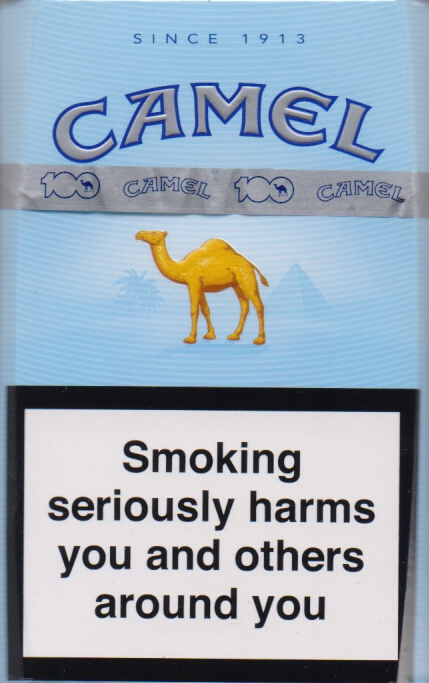 SINCE 1913
CAMEL
100 CAMEL 100 CAMEL
Smoking
seriously harms
you and others
around you